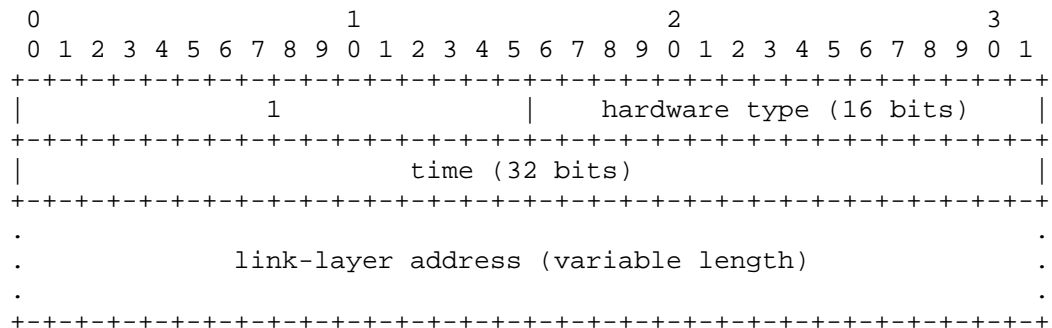 0 1 2 3
0 1 2 3 4 5 6 7 8 9 0 1 2 3 4 5 6 7 8 9 0 1 2 3 4 5 6 7 8 9 0 1
+-+-+-+-+-+-+-+-+-+-+-+-+-+-+-+-+-+-+-+-+-+-+-+-+-+-+-+-+-+-+-+-+
| 1 | hardware type (16 bits) |
+-+-+-+-+-+-+-+-+-+-+-+-+-+-+-+-+-+-+-+-+-+-+-+-+-+-+-+-+-+-+-+-+
| time (32 bits) |
+-+-+-+-+-+-+-+-+-+-+-+-+-+-+-+-+-+-+-+-+-+-+-+-+-+-+-+-+-+-+-+-+
. .
. link-layer address (variable length) .
. .
+-+-+-+-+-+-+-+-+-+-+-+-+-+-+-+-+-+-+-+-+-+-+-+-+-+-+-+-+-+-+-+-+